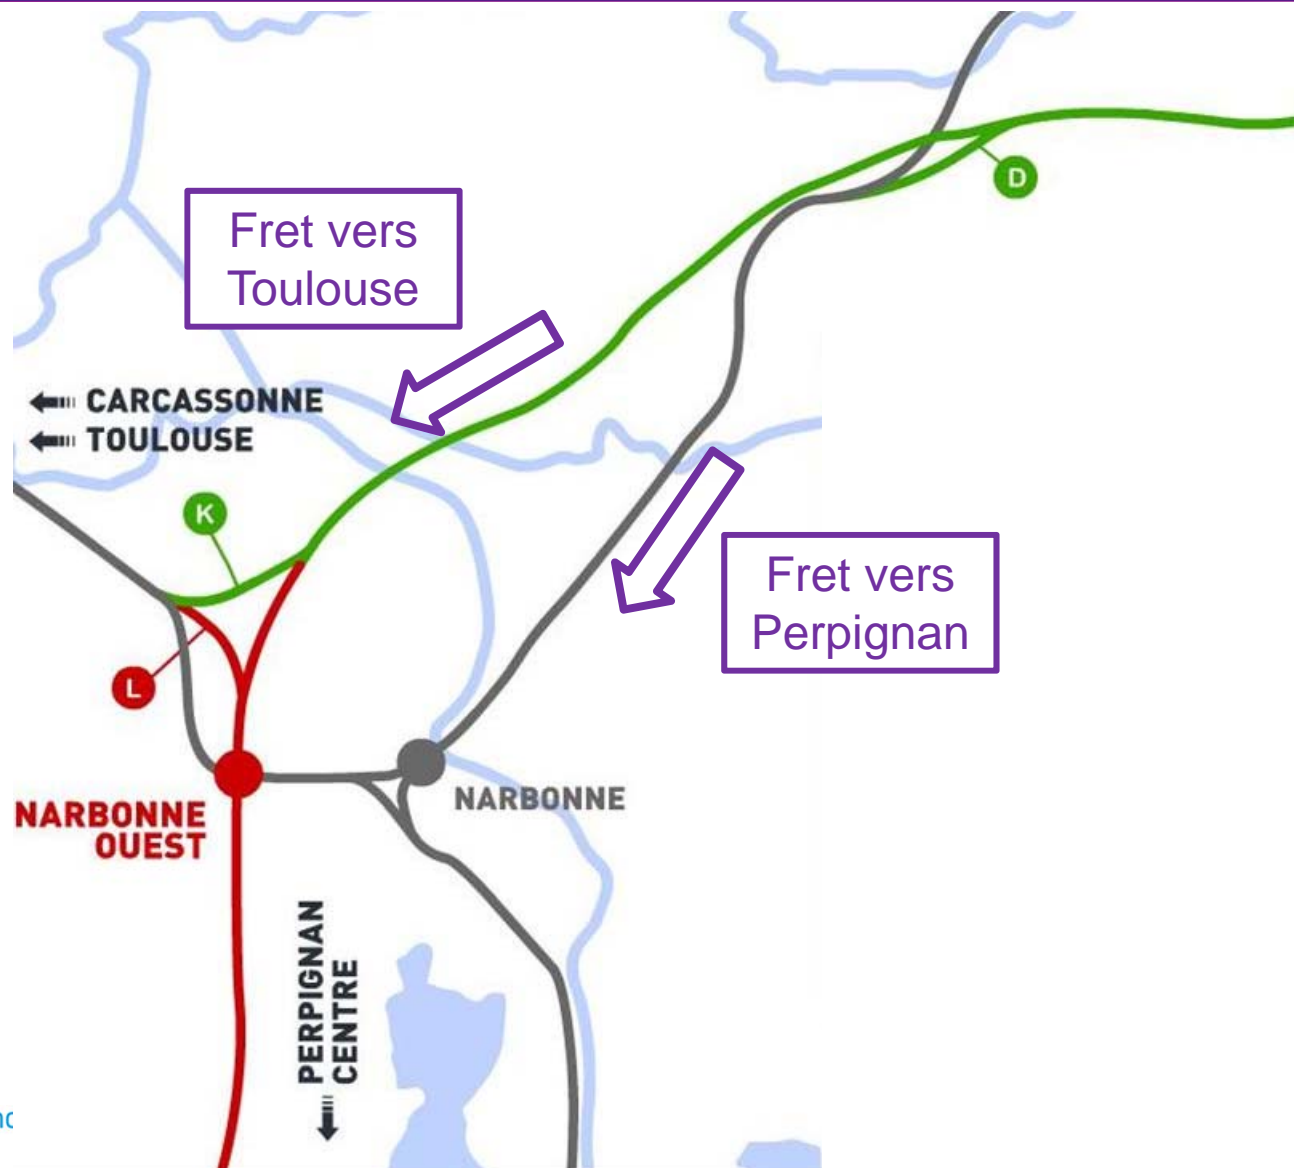 D
Fret vers
Toulouse
CARCASSONNE
TOULOUSE
K
Fret vers
Perpignan
L
NARBONNE
NARBONNE
OUEST
PERPIGNAN
CENTRE